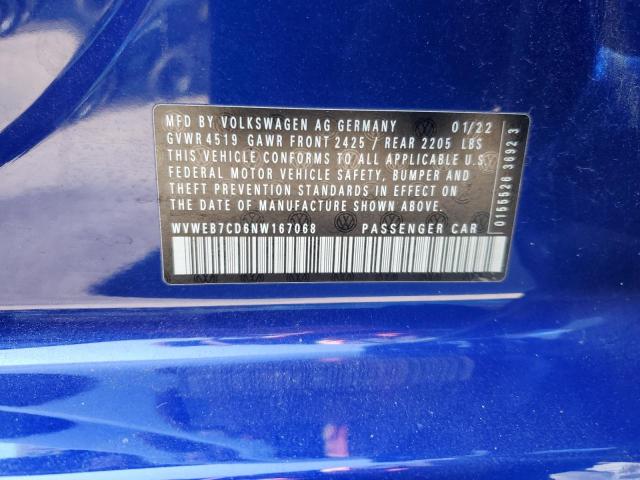 MFD BY VOLKSWAGEN AG GERMANY 01/22
GVWR 4519 GAWR FRONT 2425 / REAR 2205 LBS
THIS VEHICLE CONFORMS TO ALL APPLICABLE
FEDERAL MOTOR VEHICLE SAFETY, BUMPER AND
THEFT PREVENTION STANDARDS IN EFFECT ON
THE DATE OF MANUFACTURE SHOWN ABOVE.
WVWEB7CD6NW167068 PASSENGER CAR
0155526 3692 3